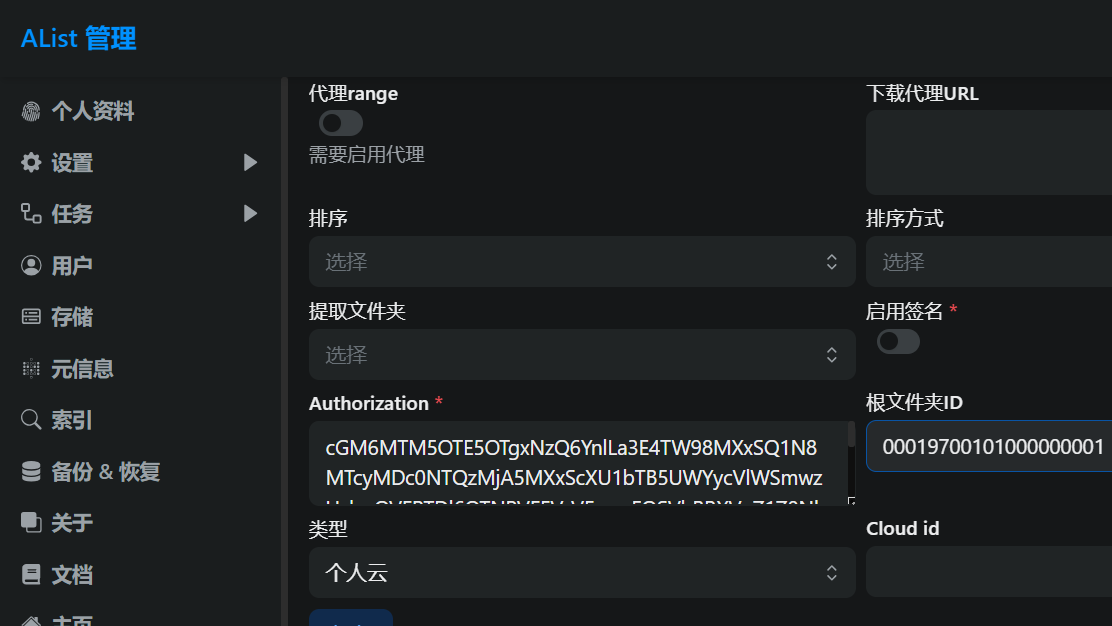 AList 管理
个人资料
设置
任务
用户
存储
元信息
索引
备份 & 恢复
关于
文档
主页
代理range
需要启用代理
下载代理URL
排序
选择
排序方式
选择
提取文件夹
选择
启用签名 *
Authorization *
cGM6MTM5OTE5OTgxNzQ6YnlLa3E4TW98MXxSQ1N8
MTcyMDc0NTQzMjA5MXxScXU1bTB5UWYycVlWSmwz
根文件夹ID
00019700101000000001
类型
个人云
Cloud id